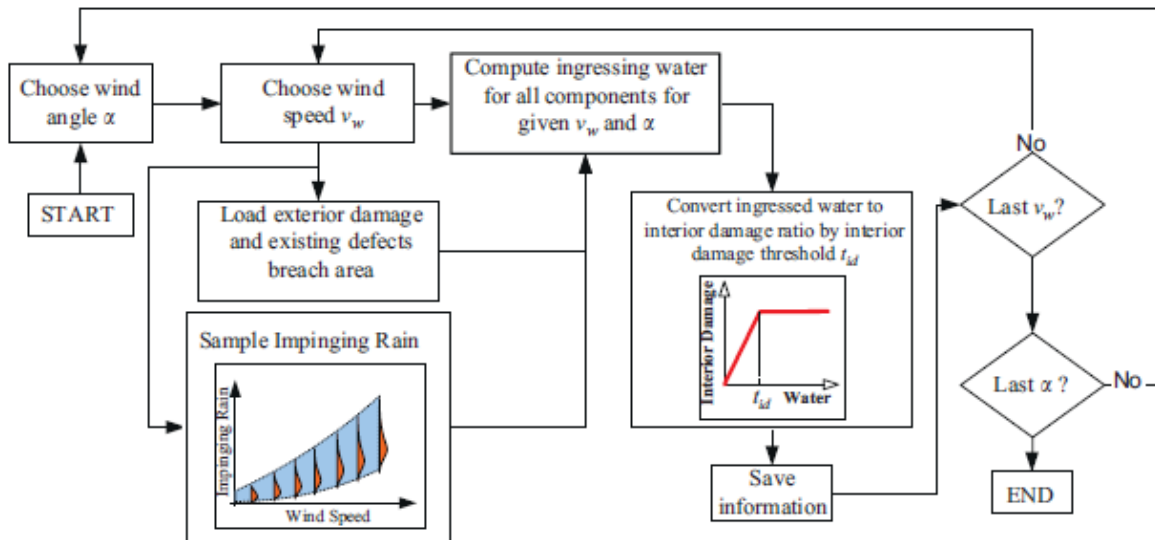 Choose wind
angle α
START
Choose wind
speed v_w
Load exterior damage
and existing defects
breach area
Sample Impinging Rain
Impinging Rain
Wind Speed
Compute ingressing water
for all components for
given v_w and α
Convert ingressed water to
interior damage ratio by interior
damage threshold t_id
Interior Damage
t_id
Water
Save
information
No
Last v_w?
Last α ?
No
END